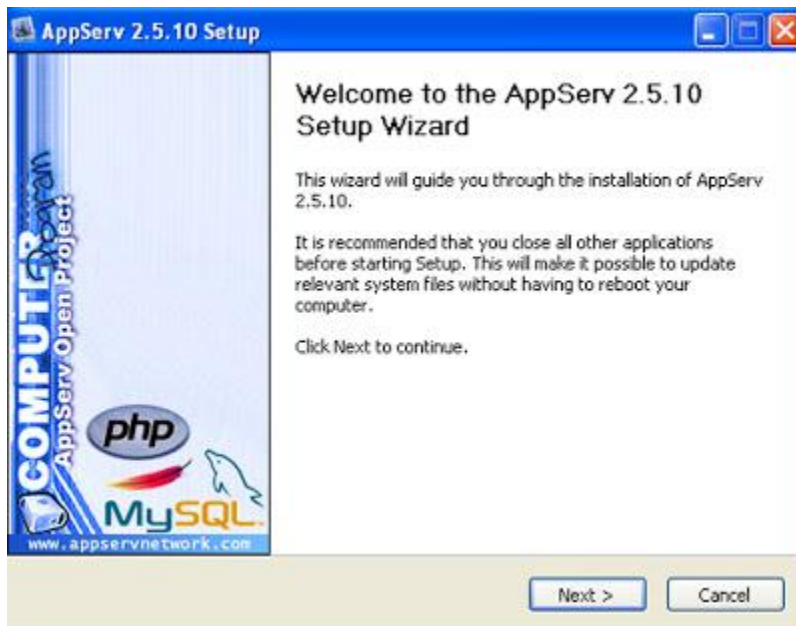 AppServ 2.5.10 Setup
Welcome to the AppServ 2.5.10
Setup Wizard
This wizard will guide you through the installation of AppServ
2.5.10.
It is recommended that you close all other applications
before starting Setup. This will make it possible to update
relevant system files without having to reboot your
computer.
Click Next to continue.
COMPUTER
Program
AppServ Open Project
php
MySQL
www.appservnetwork.com
Next >
Cancel